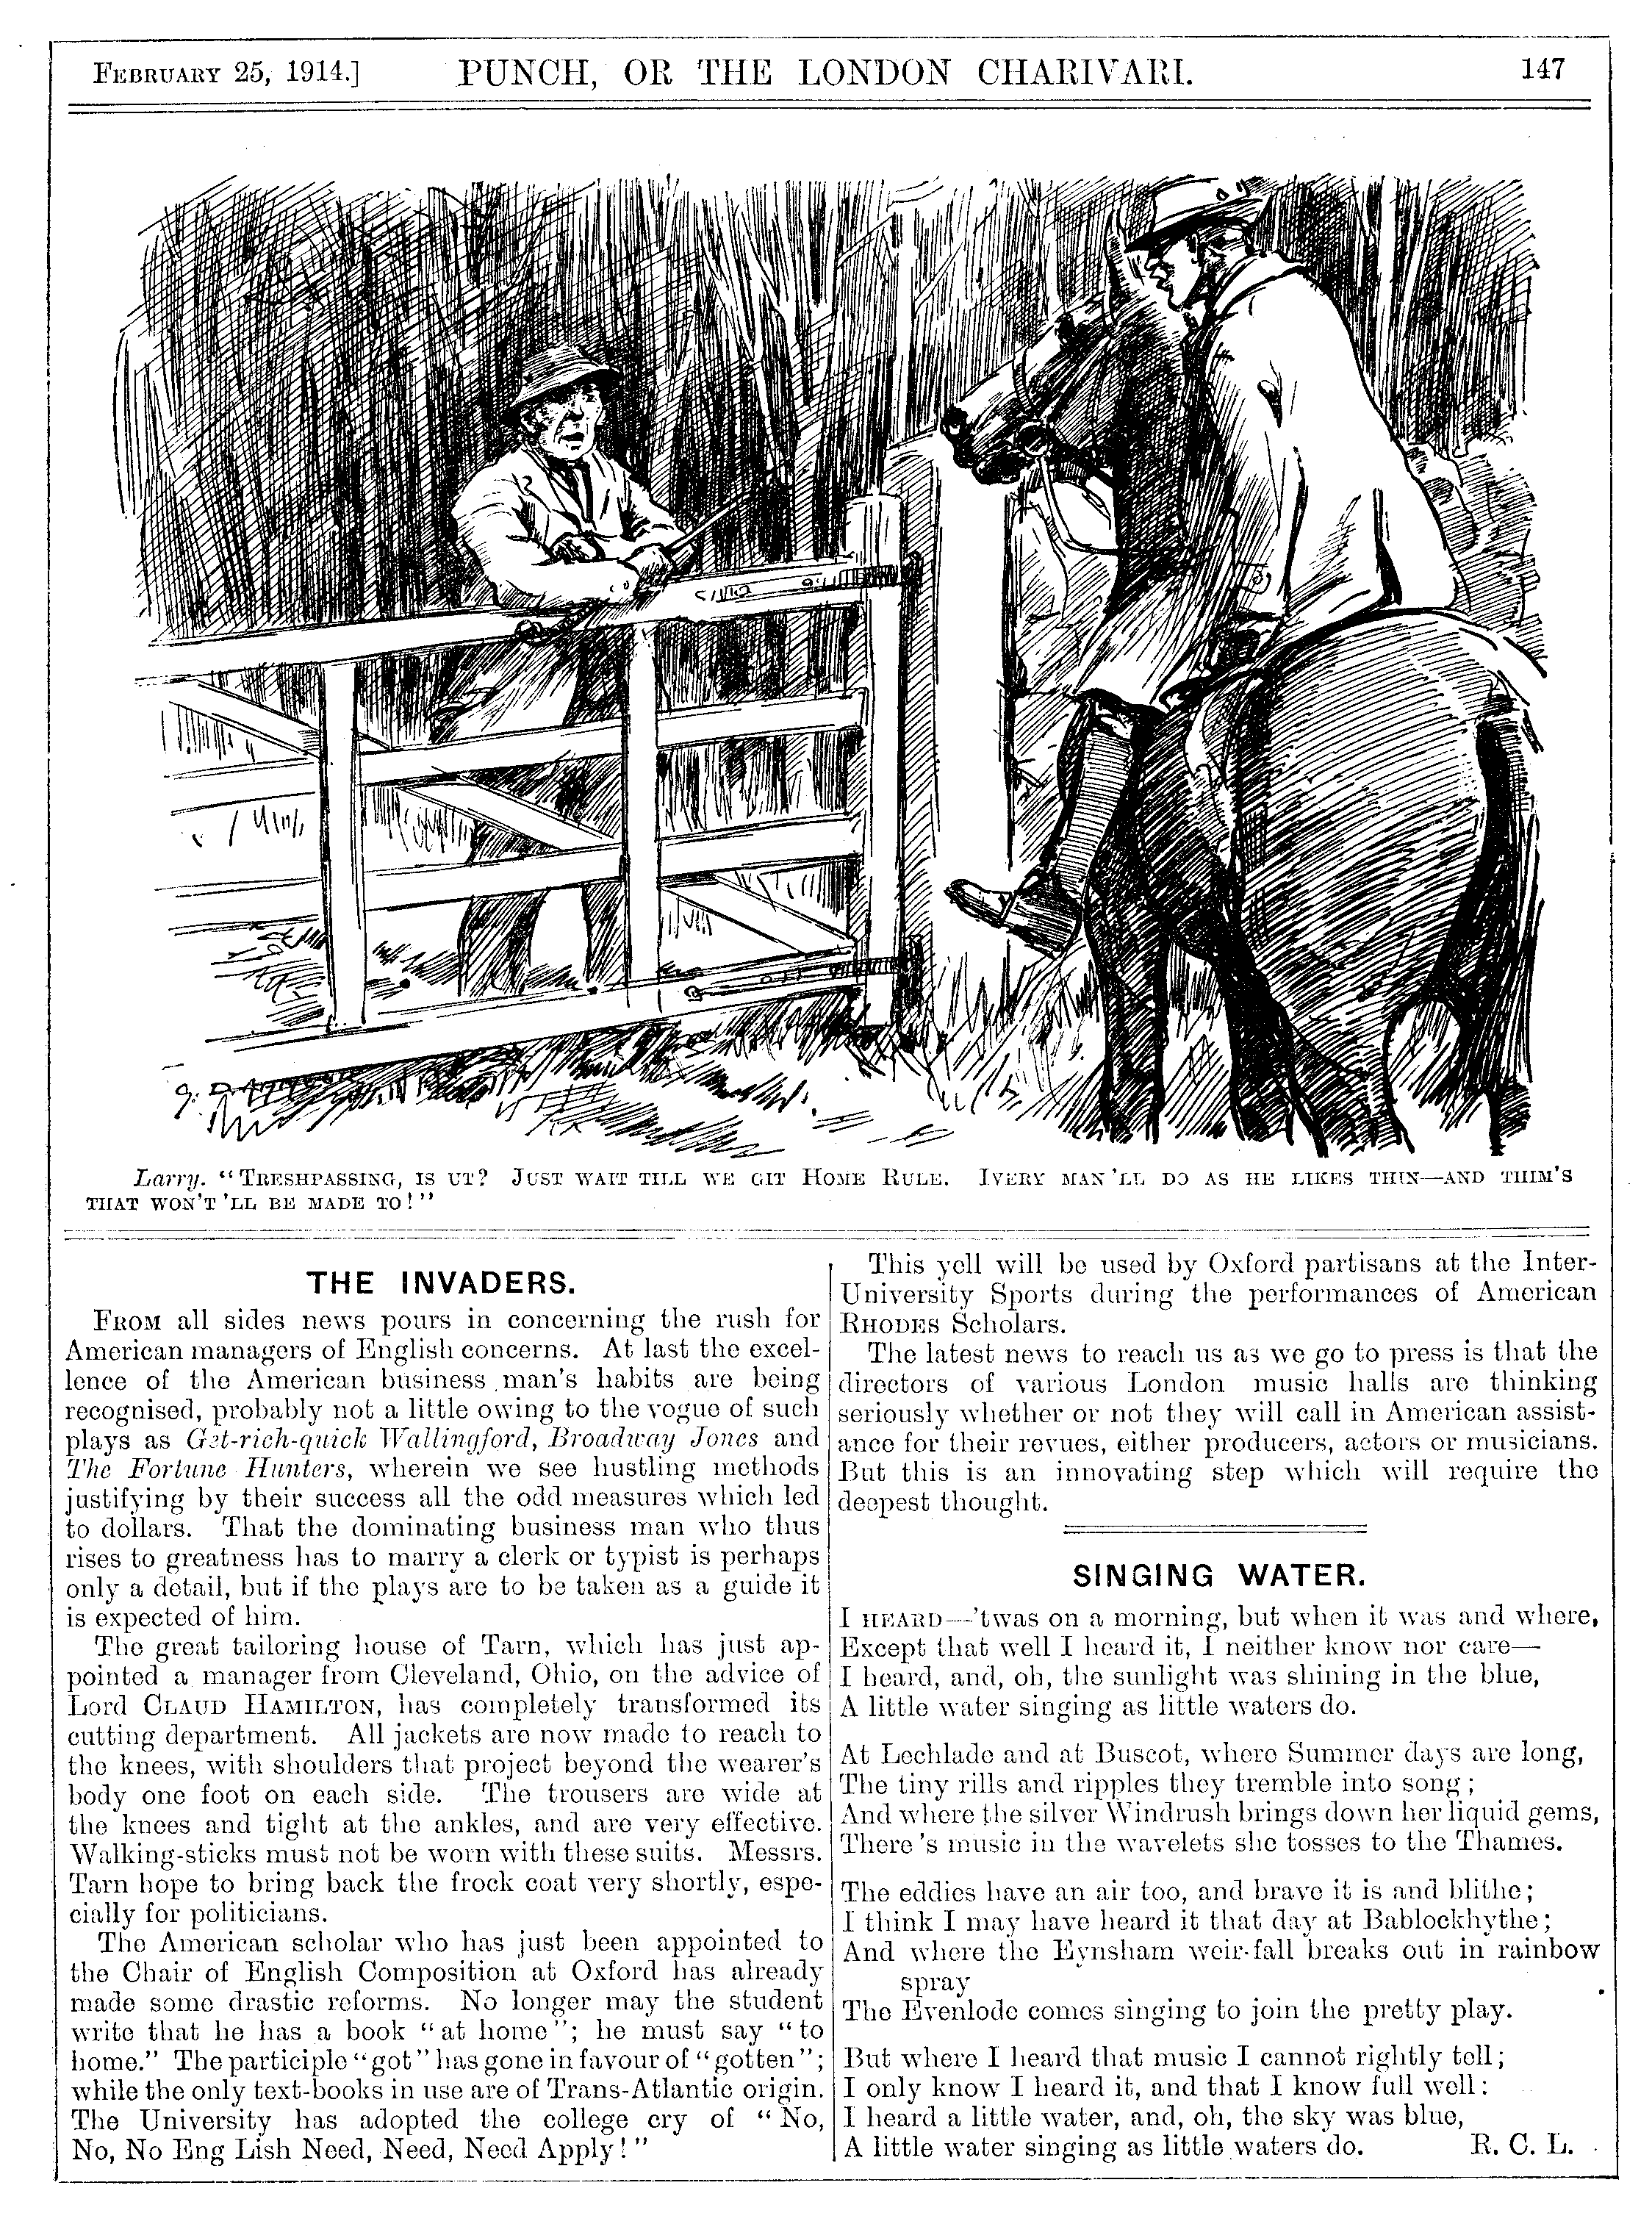 FEBRUARY 25, 1914.] PUNCH, OR THE LONDON CHARIVARI. 147
Larry. "TRESHPASSING, IS UT? JUST WAIT TILL WE GIT HOME RULE. IVERY MAN 'LL DO AS HE LIKES THIN—AND THIM'S
THAT WON'T 'LL BE MADE TO!"
THE INVADERS.
FROM all sides news pours in concerning the rush for
American managers of English concerns. At last the excel-
lence of the American business man's habits are being
recognised, probably not a little owing to the vogue of such
plays as Get-rich-quick Wallingford, Broadway Jones and
The Fortune Hunters, wherein we see hustling methods
justifying by their success all the odd measures which led
to dollars. That the dominating business man who thus
rises to greatness has to marry a clerk or typist is perhaps
only a detail, but if the plays are to be taken as a guide it
is expected of him.
The great tailoring house of Tarn, which has just ap-
pointed a manager from Cleveland, Ohio, on the advice of
Lord CLAUD HAMILTON, has completely transformed its
cutting department. All jackets are now made to reach to
the knees, with shoulders that project beyond the wearer's
body one foot on each side. The trousers are wide at
the knees and tight at the ankles, and are very effective.
Walking-sticks must not be worn with these suits. Messrs.
Tarn hope to bring back the frock coat very shortly, espe-
cially for politicians.
The American scholar who has just been appointed to
the Chair of English Composition at Oxford has already
made some drastic reforms. No longer may the student
write that he has a book "at home"; he must say "to
home." The participle "got" has gone in favour of "gotten";
while the only text-books in use are of Trans-Atlantic origin.
The University has adopted the college cry of "No,
No, No Eng Lish Need, Need, Need Apply!"
This yell will be used by Oxford partisans at the Inter-
University Sports during the performances of American
RHODES Scholars.
The latest news to reach us as we go to press is that the
directors of various London music halls are thinking
seriously whether or not they will call in American assist-
ance for their revues, either producers, actors or musicians.
But this is an innovating step which will require the
deepest thought.
SINGING WATER.
I HEARD—'twas on a morning, but when it was and where,
Except that well I heard it, I neither know nor care—
I heard, and, oh, the sunlight was shining in the blue,
A little water singing as little waters do.
At Lechlade and at Buscot, where Summer days are long,
The tiny rills and ripples they tremble into song;
And where the silver Windrush brings down her liquid gems,
There's music in the wavelets she tosses to the Thames.
The eddies have an air too, and brave it is and blithe;
I think I may have heard it that day at Bablockhythe;
And where the Eynsham weir-fall breaks out in rainbow
spray
The Evenlode comes singing to join the pretty play.
But where I heard that music I cannot rightly tell;
I only know I heard it, and that I know full well:
I heard a little water, and, oh, the sky was blue,
A little water singing as little waters do. R. C. L.